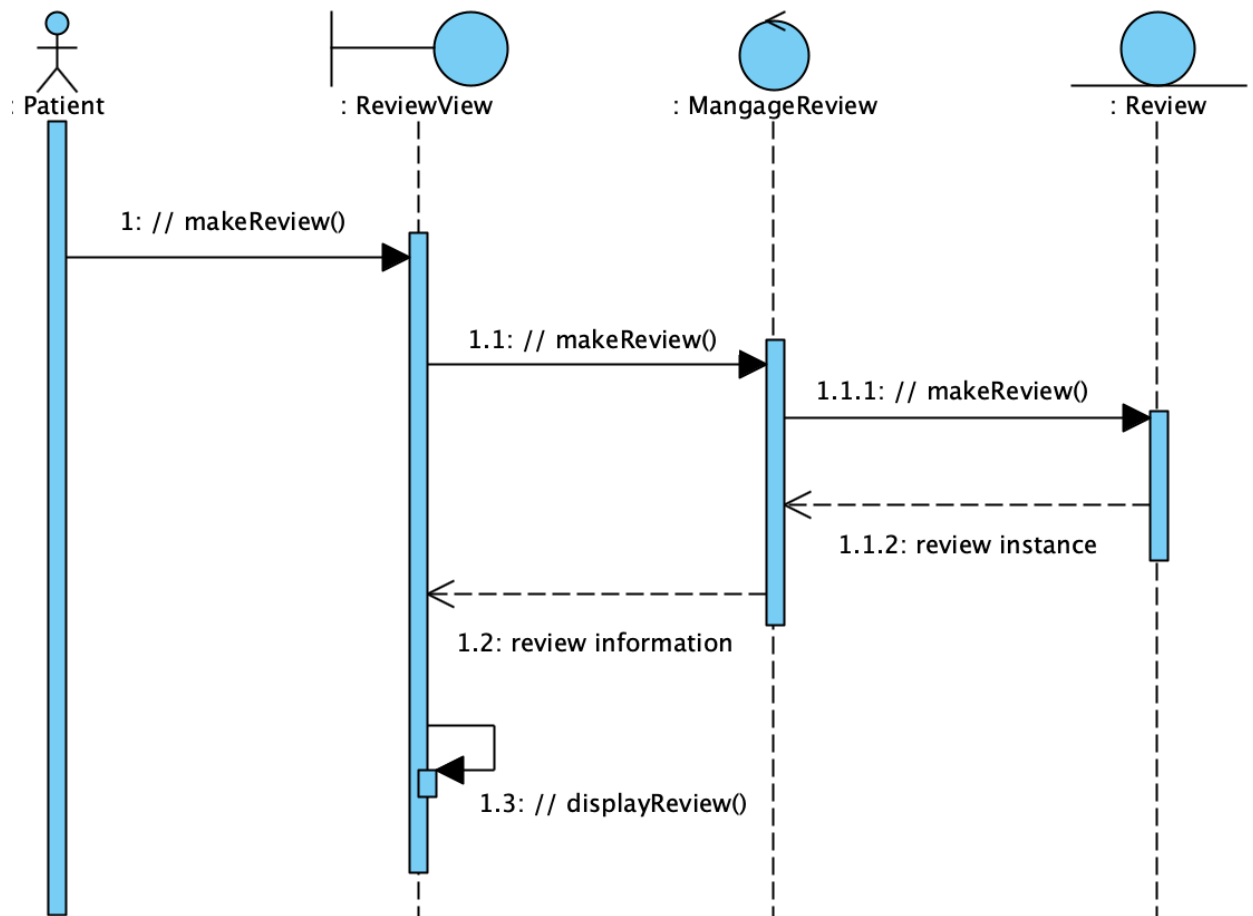 : Patient
: ReviewView
: MangageReview
: Review
1: // makeReview()
1.1: // makeReview()
1.1.1: // makeReview()
1.1.2: review instance
1.2: review information
1.3: // displayReview()